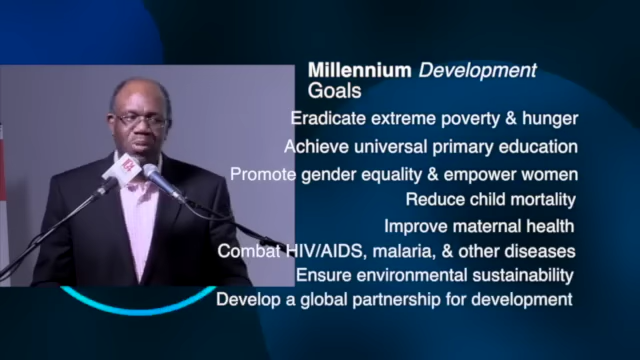 Millennium Development
Goals
Eradicate extreme poverty & hunger
Achieve universal primary education
Promote gender equality & empower women
Reduce child mortality
Improve maternal health
Combat HIV/AIDS, malaria, & other diseases
Ensure environmental sustainability
Develop a global partnership for development